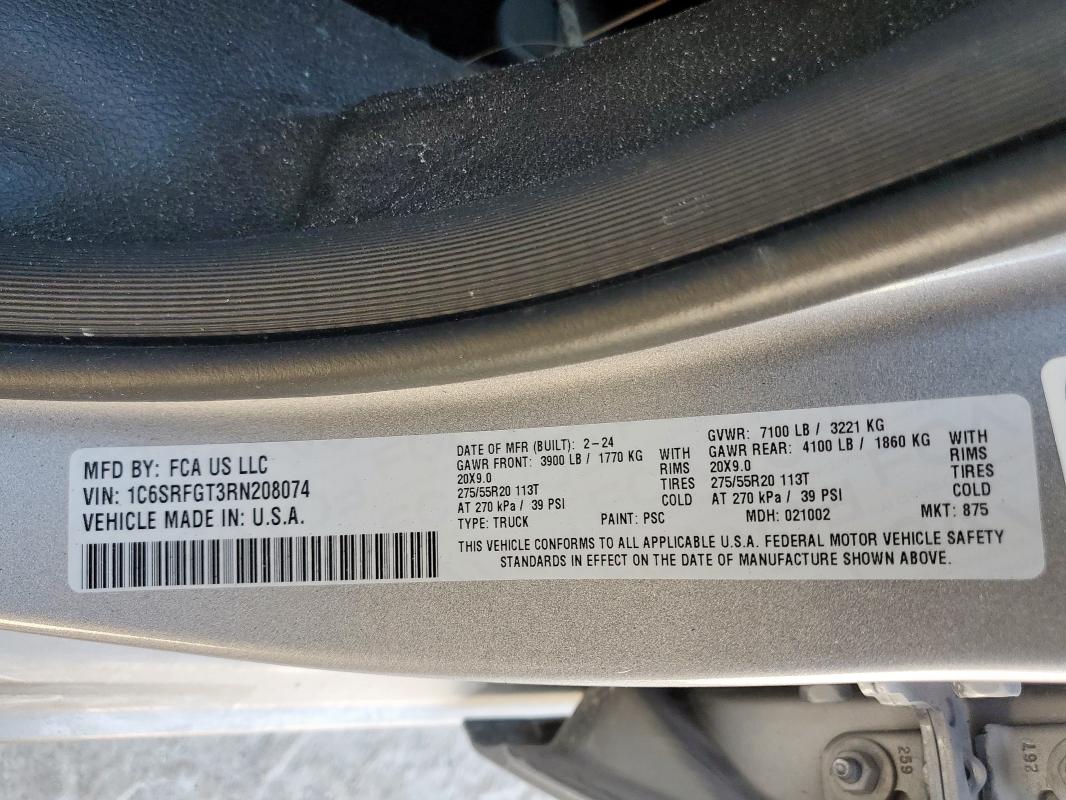 MFD BY: FCA US LLC
VIN: 1C6SRFGT3RN208074
VEHICLE MADE IN: U.S.A.
DATE OF MFR (BUILT): 2-24
GAWR FRONT: 3900 LB / 1770 KG WITH
20X9.0 RIMS
275/55R20 113T TIRES
AT 270 kPa / 39 PSI COLD
GVWR: 7100 LB / 3221 KG
GAWR REAR: 4100 LB / 1860 KG WITH
20X9.0 RIMS
275/55R20 113T TIRES
AT 270 kPa / 39 PSI COLD
TYPE: TRUCK PAINT: PSC MDH: 021002 MKT: 875
THIS VEHICLE CONFORMS TO ALL APPLICABLE U.S.A. FEDERAL MOTOR VEHICLE SAFETY
STANDARDS IN EFFECT ON THE DATE OF MANUFACTURE SHOWN ABOVE.
259
267